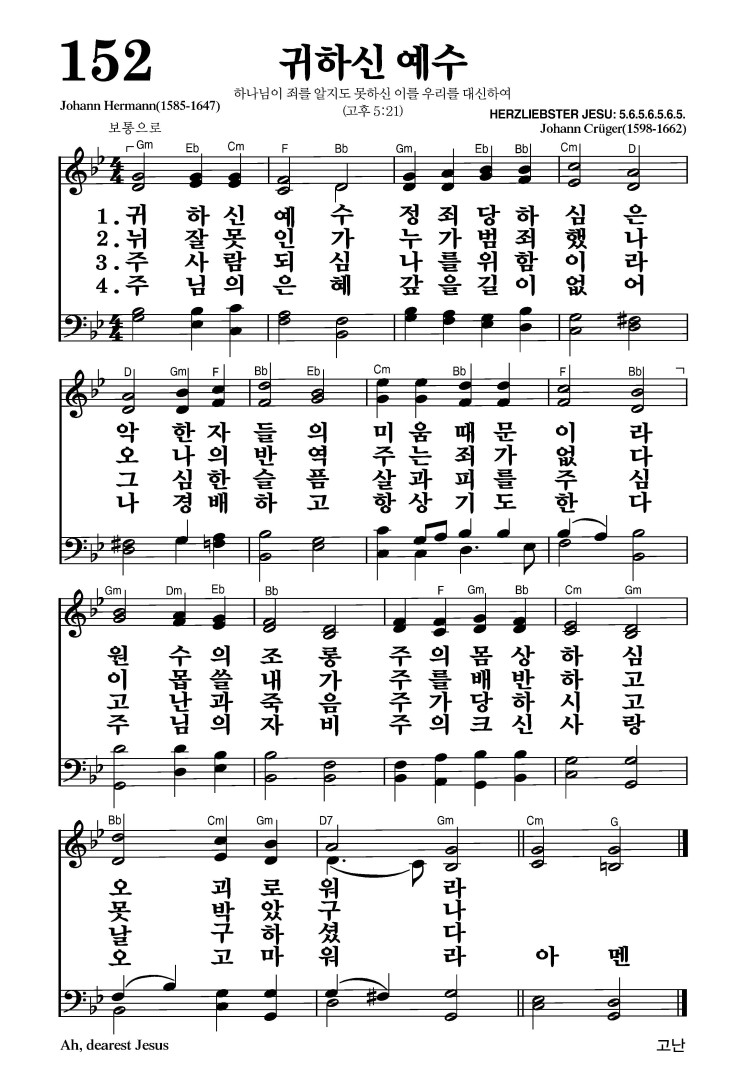 152
귀하신 예수
하나님이 죄를 알지도 못하신 이를 우리를 대신하여
(고후 5:21)
Johann Hermann(1585-1647)
HERZLIEBSTER JESU: 5.6.5.6.5.6.5.
Johann Crüger(1598-1662)
보통으로
Gm Eb Cm F Bb Gm Eb Bb Cm D
1.귀 하 신 예 수 정 죄 당 하 심 은
2.뉘 잘 못 인 가 누 가 범 죄 했 나
3.주 사 람 되 심 나 를 위 함 이 라
4.주 님 의 은 혜 갚 을 길 이 없 어
D Gm F Bb Eb Cm Bb F Bb
악 한 자 들 의 미 움 때 문 이 라
오 나 의 반 역 주 는 죄 가 없 다
그 심 한 슬 픔 살 과 피 를 주 심
나 경 배 하 고 항 상 기 도 한 다
Gm Dm Eb Bb F Gm Bb Cm Gm
원 수 의 조 롱 주 의 몸 상 하 심
이 몹 쓸 내 가 주 를 배 반 하 고
고 난 과 죽 음 주 가 당 하 시 고
주 님 의 자 비 주 의 크 신 사 랑
Bb Cm Gm D7 Gm Cm G
오 괴 로 워 라
못 박 았 구 나
날 구 하 셨 다
오 고 마 워 라 아 멘
Ah, dearest Jesus
고난